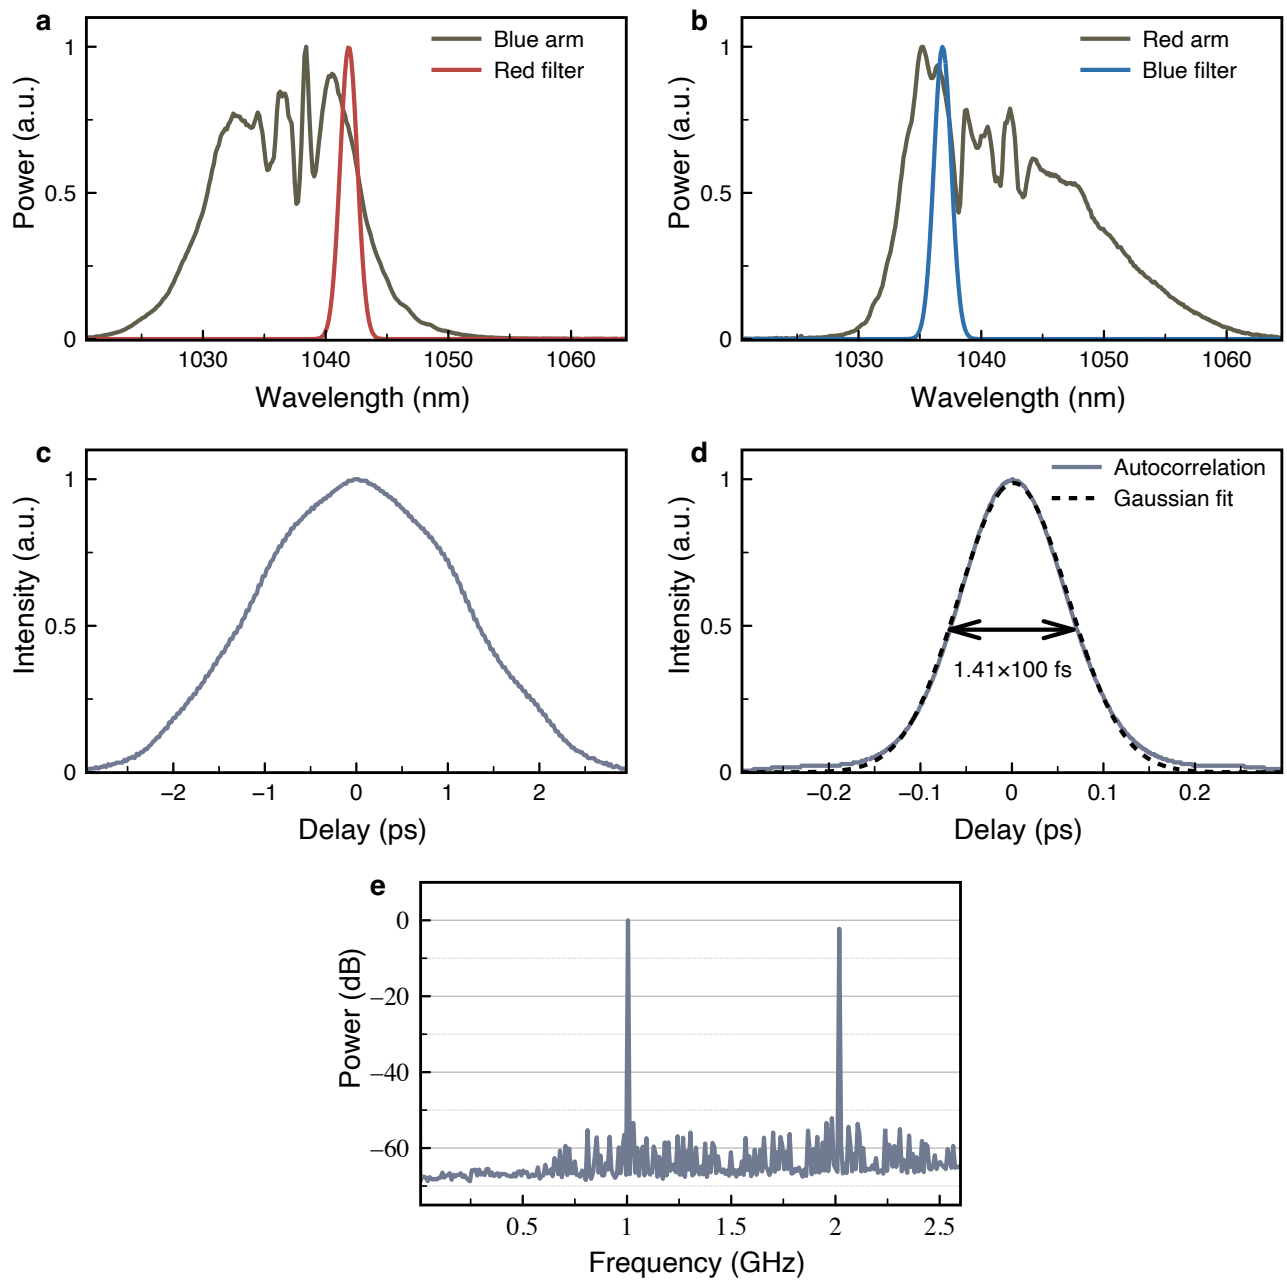 a
Blue arm
Red filter
Power (a.u.)
1
0.5
0
1030 1040 1050 1060
Wavelength (nm)
b
Red arm
Blue filter
Power (a.u.)
1
0.5
0
1030 1040 1050 1060
Wavelength (nm)
c
Intensity (a.u.)
1
0.5
0
−2 −1 0 1 2
Delay (ps)
d
Autocorrelation
Gaussian fit
1.41×100 fs
Intensity (a.u.)
1
0.5
0
−0.2 −0.1 0 0.1 0.2
Delay (ps)
e
Power (dB)
0
−20
−40
−60
0.5 1 1.5 2 2.5
Frequency (GHz)